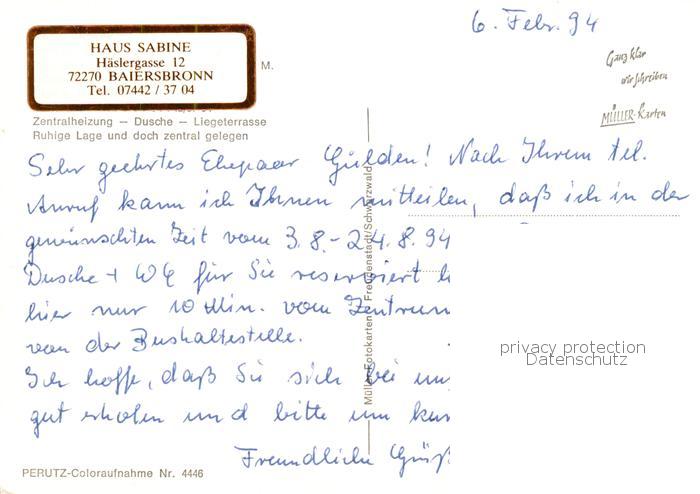 6. Febr. 94
HAUS SABINE
Häslergasse 12
72270 BAIERSBRONN
Tel. 07442 / 37 04
M.
Ganz klar
wir schreiben
MÜLLER-Karten
Zentralheizung – Dusche – Liegeterrasse
Ruhige Lage und doch zentral gelegen
Sehr geehrtes Ehepaar Gülden! Nach Ihrem tel.
Anruf kann ich Ihnen mitteilen, daß ich in der
gewünschten Zeit vom 3.8.-24.8.94
Dusche + WC für Sie reserviert
hier nur 10 Min. vom Zentrum
von der Bushaltestelle.
Ich hoffe, daß Sie sich bei un
gut erholen und bitte um
Freundliche Grüß
Müller-Fotokarten Freudenstadt/Schwarzwald
privacy protection
Datenschutz
PERUTZ-Coloraufnahme Nr. 4446